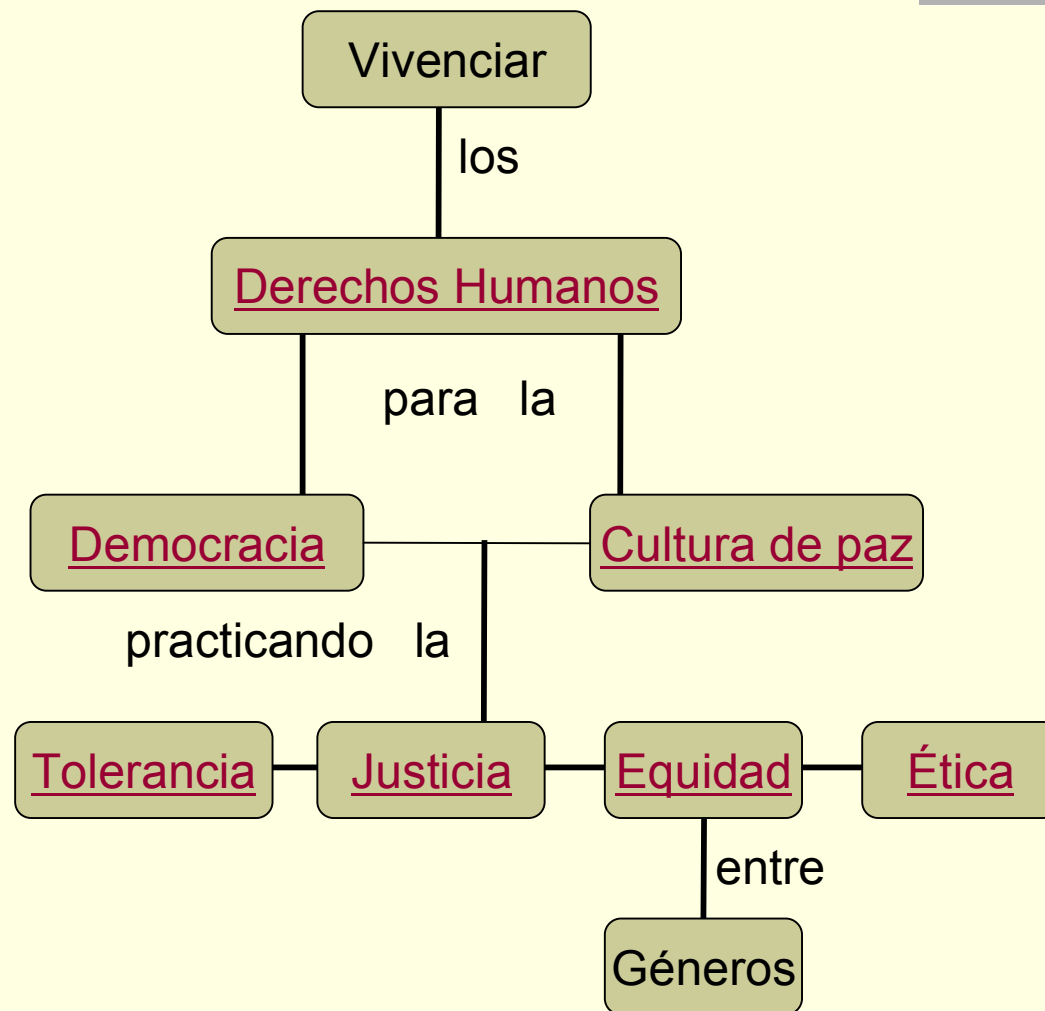 Vivenciar
los
Derechos Humanos
para la
Democracia Cultura de paz
practicando la
Tolerancia Justicia Equidad Ética
entre
Géneros